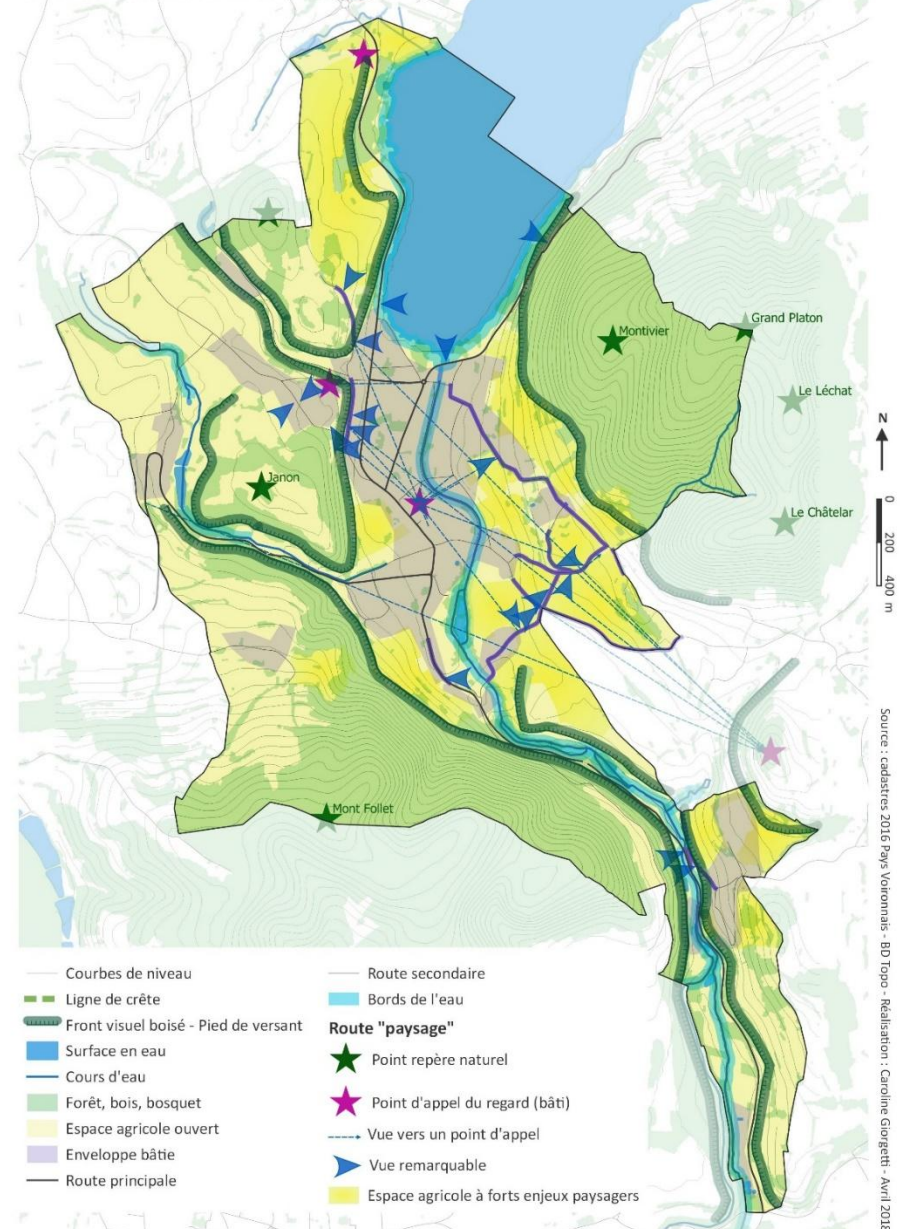 Grand Platon
Montivier
Le Léchat
Janon
Le Châtelar
Mont Follet
N
0
200
400 m
Courbes de niveau
Ligne de crête
Front visuel boisé - Pied de versant
Surface en eau
Cours d'eau
Forêt, bois, bosquet
Espace agricole ouvert
Enveloppe bâtie
Route principale
Route secondaire
Bords de l'eau
Route "paysage"
Point repère naturel
Point d'appel du regard (bâti)
Vue vers un point d'appel
Vue remarquable
Espace agricole à forts enjeux paysagers
Source : cadastres 2016 Pays Voironnais - BD Topo - Réalisation : Caroline Giorgetti - Avril 2018